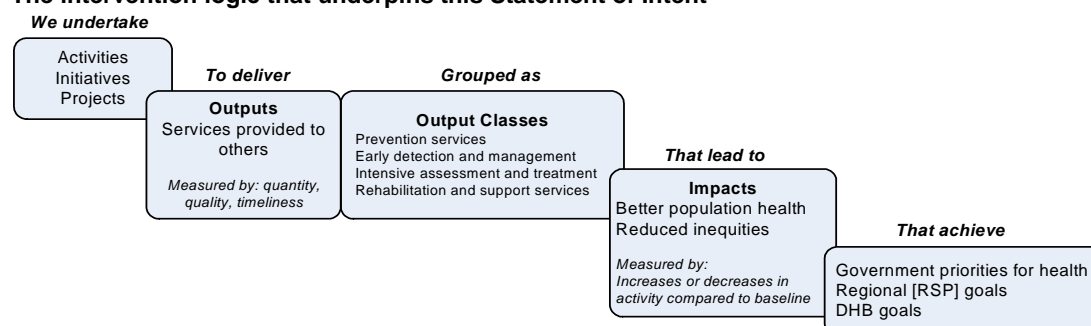 The intervention logic that underpins this Statement of Intent
We undertake
Activities
Initiatives
Projects
To deliver
Outputs
Services provided to
others
Measured by: quantity,
quality, timeliness
Grouped as
Output Classes
Prevention services
Early detection and management
Intensive assessment and treatment
Rehabilitation and support services
That lead to
Impacts
Better population health
Reduced inequities
Measured by:
Increases or decreases in
activity compared to baseline
That achieve
Government priorities for health
Regional [RSP] goals
DHB goals